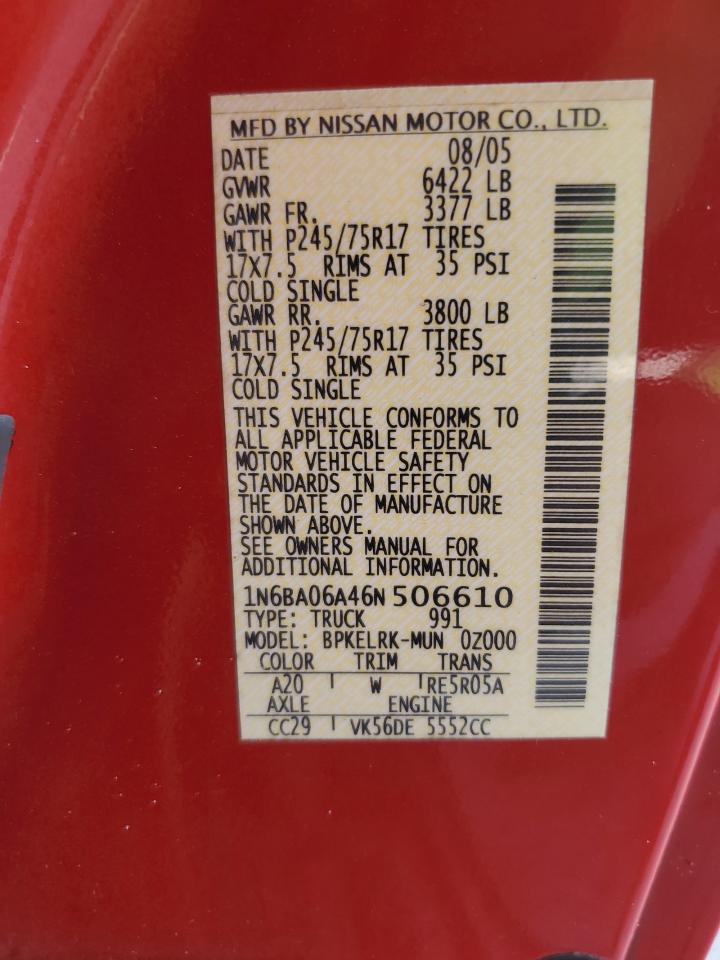 MFD BY NISSAN MOTOR CO., LTD.
DATE 08/05
GVWR 6422 LB
GAWR FR. 3377 LB
WITH P245/75R17 TIRES
17X7.5 RIMS AT 35 PSI
COLD SINGLE
GAWR RR. 3800 LB
WITH P245/75R17 TIRES
17X7.5 RIMS AT 35 PSI
COLD SINGLE
THIS VEHICLE CONFORMS TO
ALL APPLICABLE FEDERAL
MOTOR VEHICLE SAFETY
STANDARDS IN EFFECT ON
THE DATE OF MANUFACTURE
SHOWN ABOVE.
SEE OWNERS MANUAL FOR
ADDITIONAL INFORMATION.
1N6BA06A46N 506610
TYPE: TRUCK 991
MODEL: BPKELRK-MUN 0Z000
COLOR TRIM TRANS
A20 W RE5R05A
AXLE ENGINE
CC29 VK56DE 5552CC